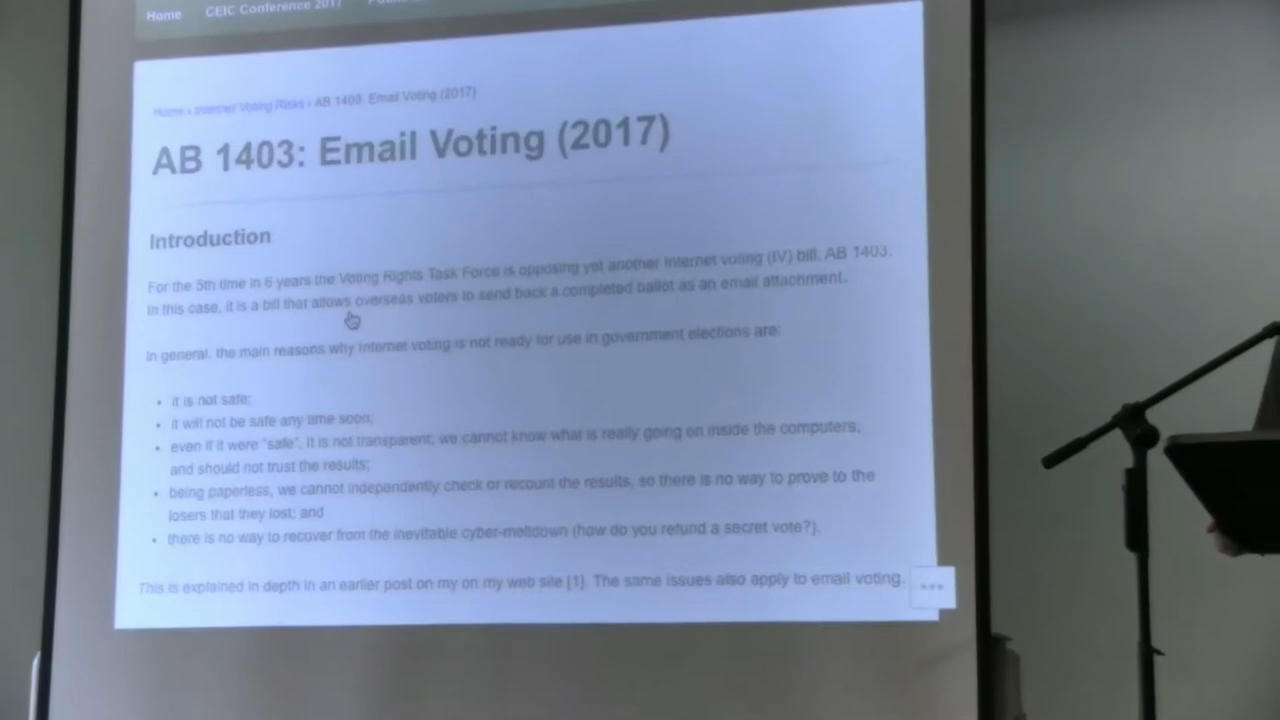 Home CEIC Conference 2017
Home › Internet Voting Risks › AB 1403: Email Voting (2017)
AB 1403: Email Voting (2017)
Introduction
For the 5th time in 6 years the Voting Rights Task Force is opposing yet another Internet voting (IV) bill, AB 1403.
In this case, it is a bill that allows overseas voters to send back a completed ballot as an email attachment.
In general, the main reasons why Internet voting is not ready for use in government elections are:
• it is not safe;
• it will not be safe any time soon;
• even if it were "safe", it is not transparent; we cannot know what is really going on inside the computers,
and should not trust the results;
• being paperless, we cannot independently check or recount the results, so there is no way to prove to the
losers that they lost; and
• there is no way to recover from the inevitable cyber-meltdown (how do you refund a secret vote?).
This is explained in depth in an earlier post on my on my web site [1]. The same issues also apply to email voting.